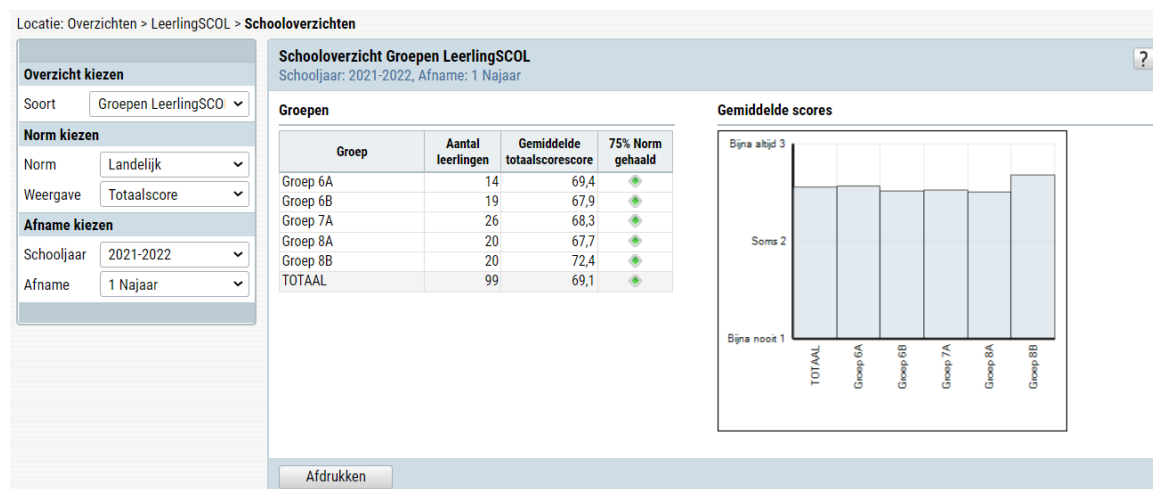 Locatie: Overzichten > LeerlingSCOL > Schooloverzichten
Overzicht kiezen
Soort Groepen LeerlingSCO
Norm kiezen
Norm Landelijk
Weergave Totaalscore
Afname kiezen
Schooljaar 2021-2022
Afname 1 Najaar
Schooloverzicht Groepen LeerlingSCOL
?
Schooljaar: 2021-2022, Afname: 1 Najaar
Groepen
Groep Aantal leerlingen Gemiddelde totaalscorescore 75% Norm gehaald
Groep 6A 14 69,4
Groep 6B 19 67,9
Groep 7A 26 68,3
Groep 8A 20 67,7
Groep 8B 20 72,4
TOTAAL 99 69,1
Gemiddelde scores
Bijna altijd 3
Soms 2
Bijna nooit 1
TOTAAL
Groep 6A
Groep 6B
Groep 7A
Groep 8A
Groep 8B
Afdrukken